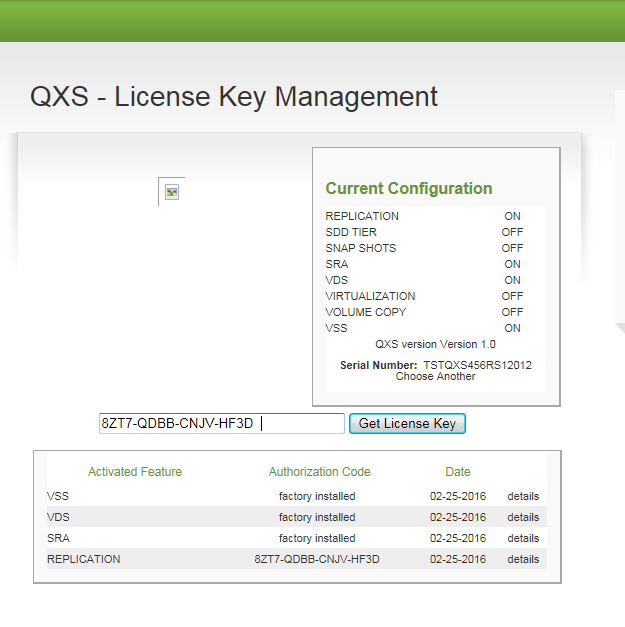 QXS - License Key Management
Current Configuration
REPLICATION ON
SDD TIER OFF
SNAP SHOTS OFF
SRA ON
VDS ON
VIRTUALIZATION OFF
VOLUME COPY OFF
VSS ON
QXS version Version 1.0
Serial Number: TSTQXS456RS12012
Choose Another
8ZT7-QDBB-CNJV-HF3D Get License Key
Activated Feature Authorization Code Date
VSS factory installed 02-25-2016 details
VDS factory installed 02-25-2016 details
SRA factory installed 02-25-2016 details
REPLICATION 8ZT7-QDBB-CNJV-HF3D 02-25-2016 details